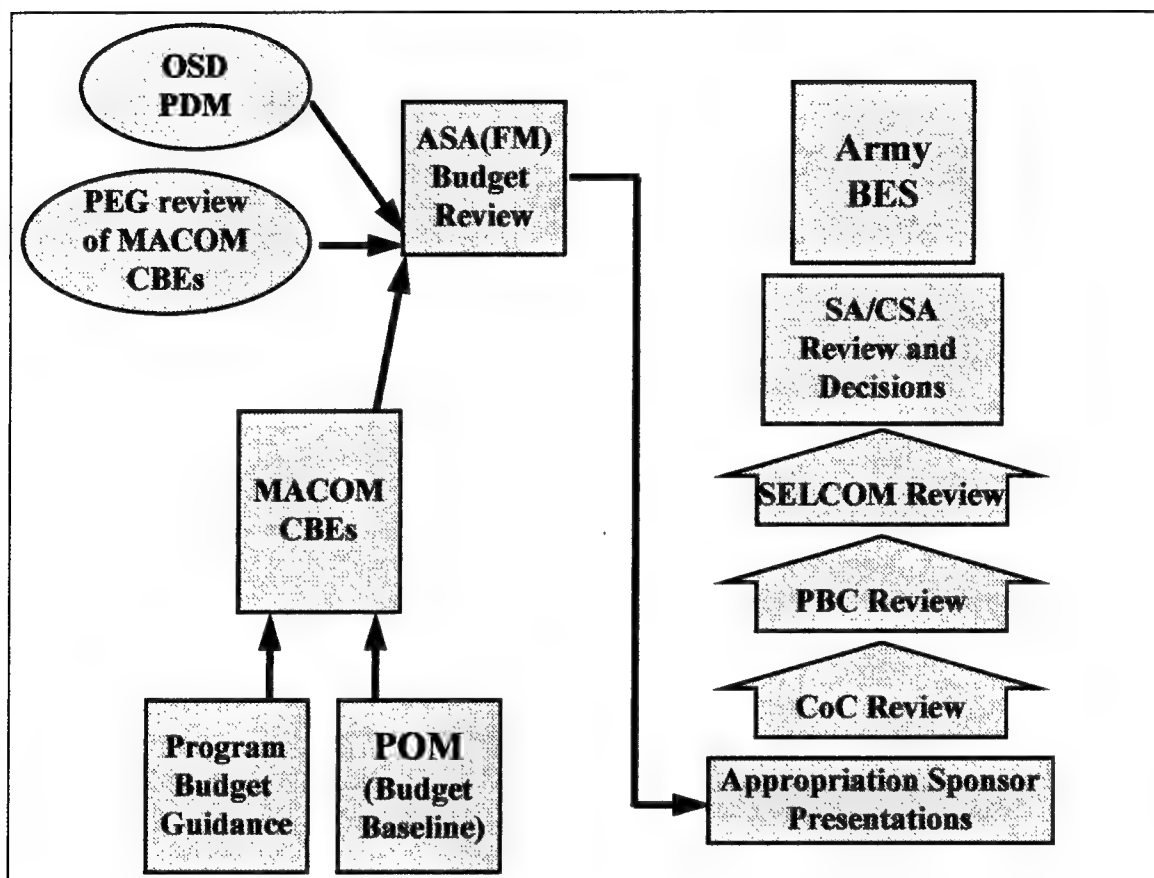 OSD
PDM
PEG review
of MACOM
CBEs
ASA(FM)
Budget
Review
MACOM
CBEs
Program
Budget
Guidance
POM
(Budget
Baseline)
Army
BES
SA/CSA
Review and
Decisions
SELCOM Review
PBC Review
CoC Review
Appropriation Sponsor
Presentations